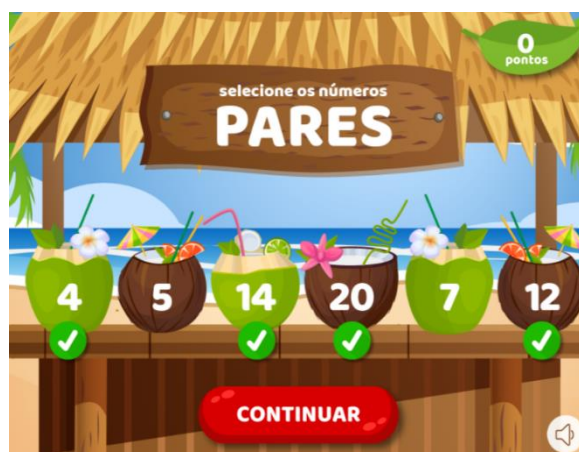 0
pontos
selecione os números
PARES
4 5 14 20 7 12
CONTINUAR